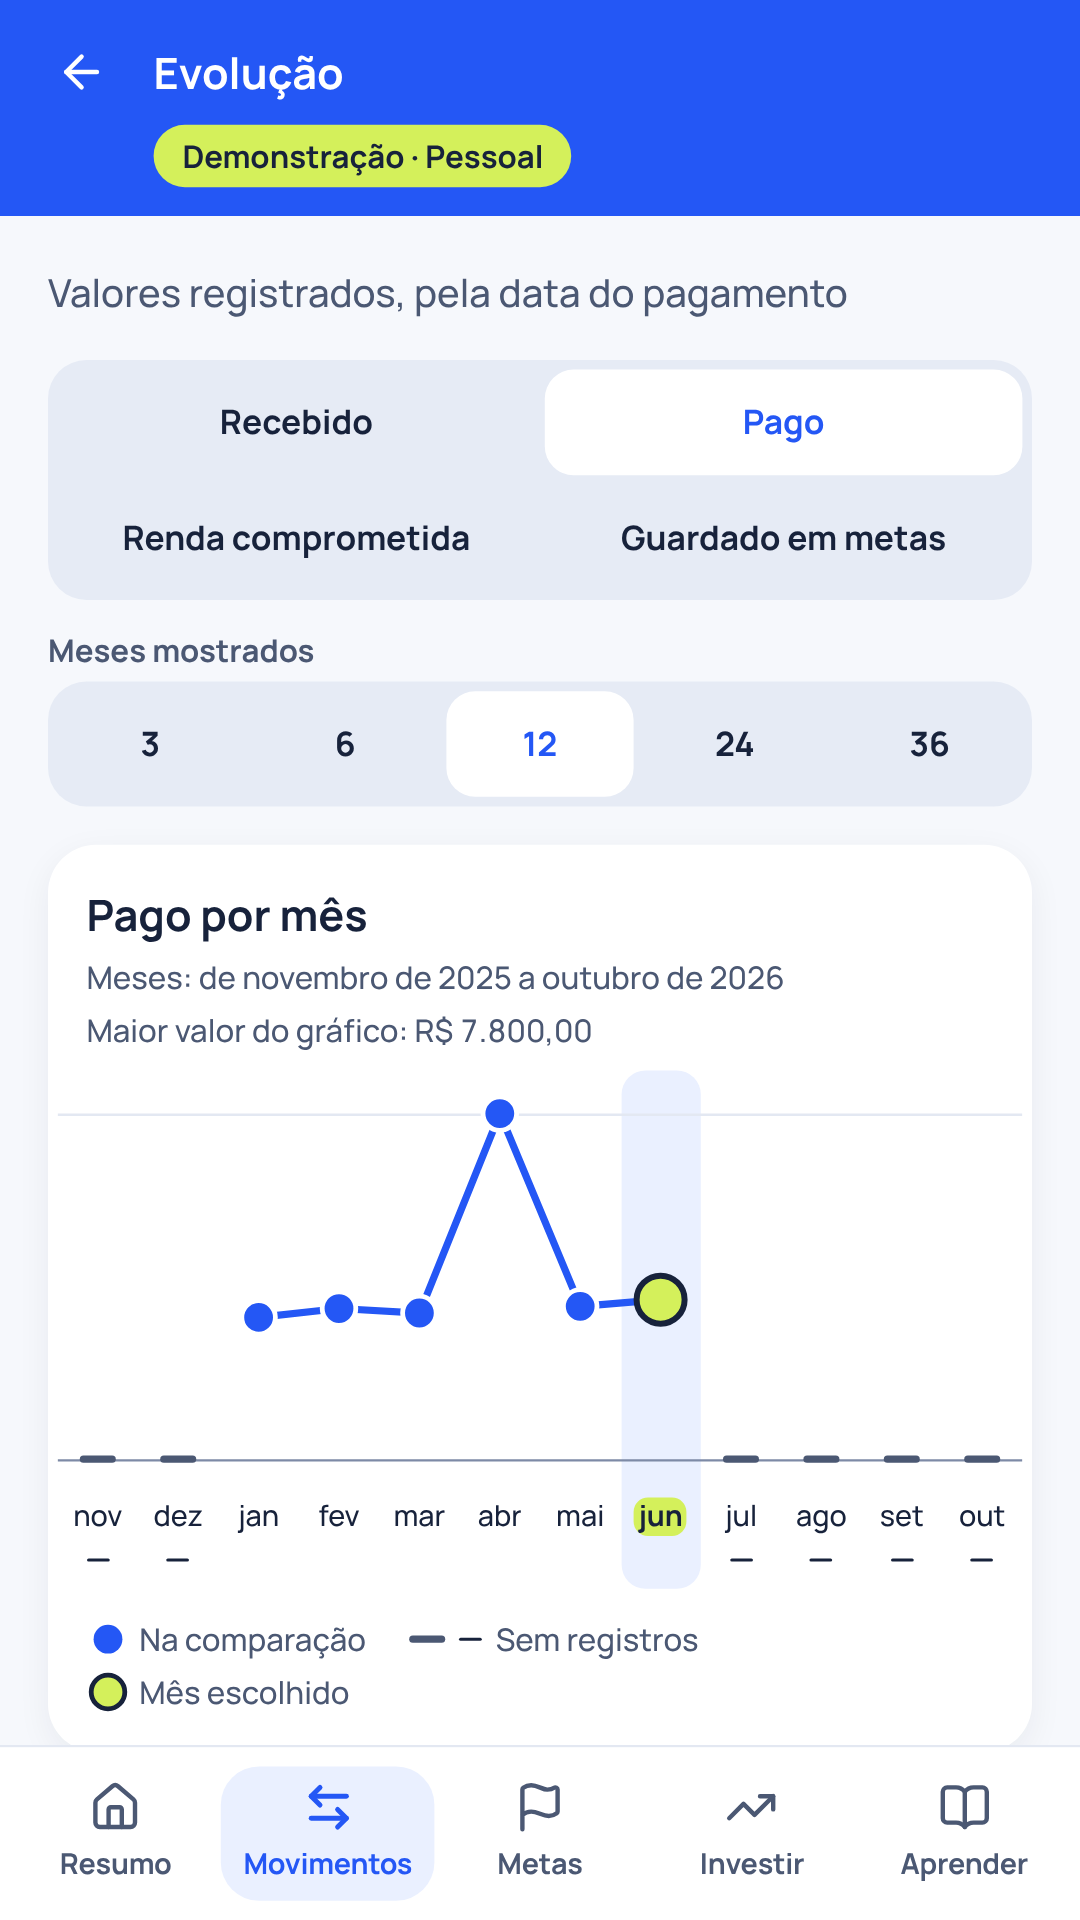 Evolução
Demonstração · Pessoal
Valores registrados, pela data do pagamento
Recebido Pago
Renda comprometida Guardado em metas
Meses mostrados
3 6 12 24 36
Pago por mês
Meses: de novembro de 2025 a outubro de 2026
Maior valor do gráfico: R$ 7.800,00
nov dez jan fev mar abr mai jun jul ago set out
– – – – – –
Na comparação – Sem registros
Mês escolhido
Resumo Movimentos Metas Investir Aprender